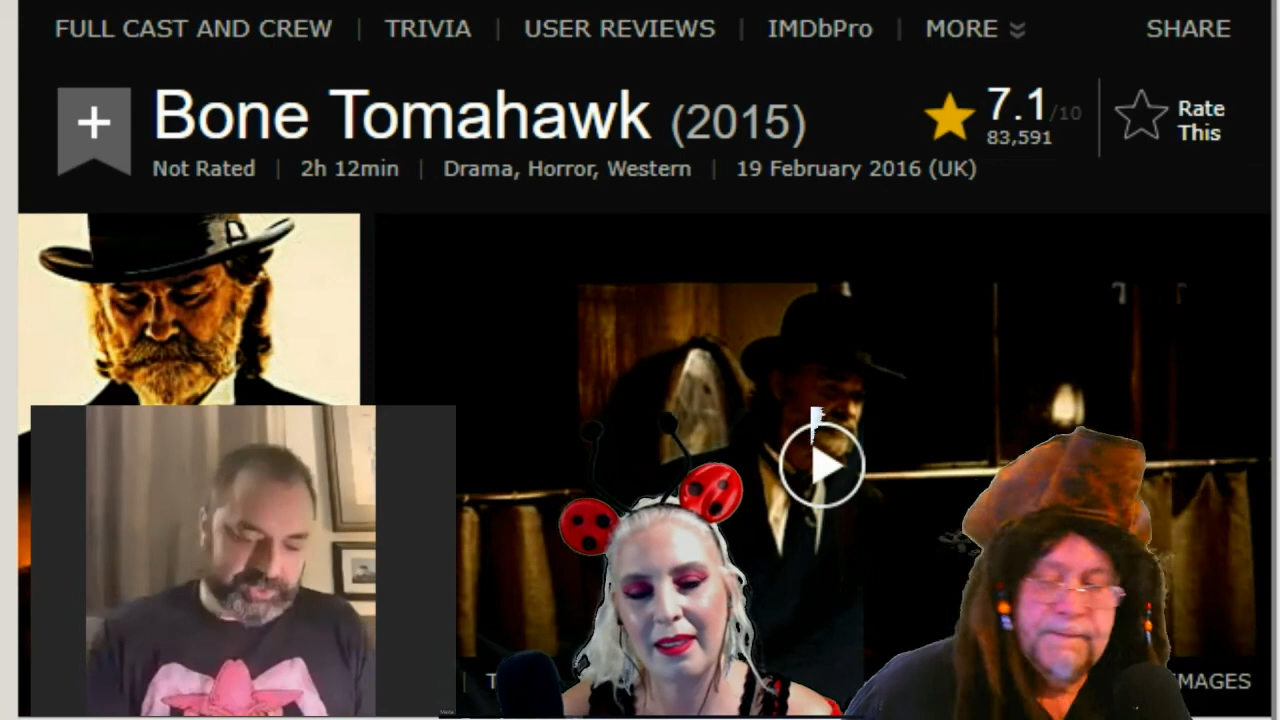 FULL CAST AND CREW | TRIVIA | USER REVIEWS | IMDbPro | MORE SHARE
+ Bone Tomahawk (2015) 7.1/10 Rate
83,591 This
Not Rated | 2h 12min | Drama, Horror, Western | 19 February 2016 (UK)
MAGES